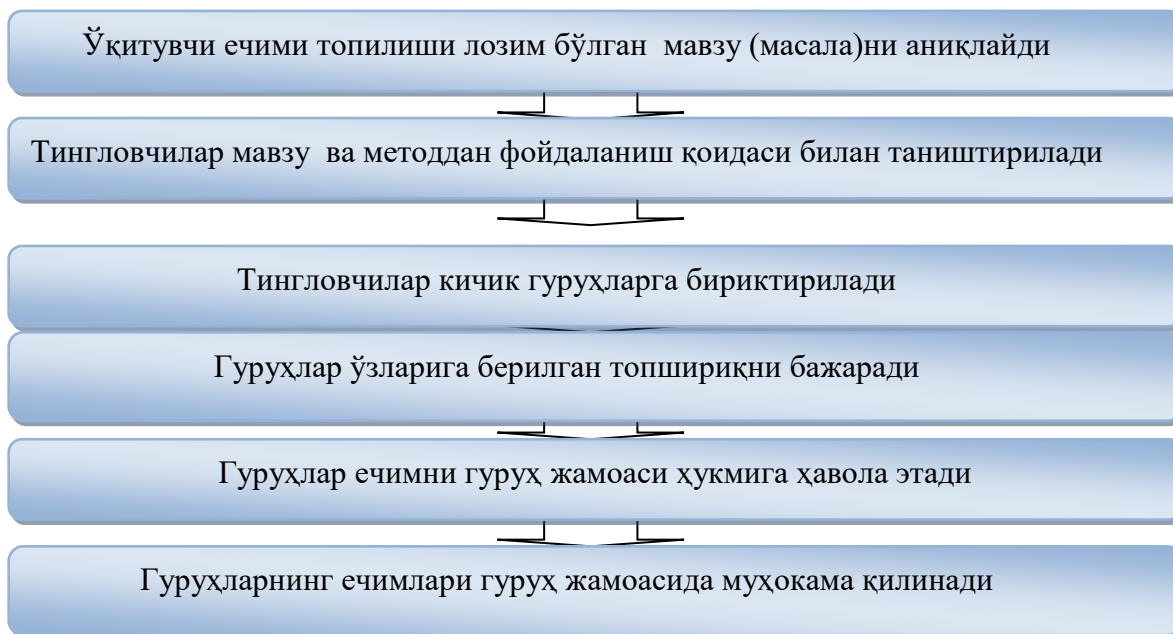 Ўқитувчи ечими топилиши лозим бўлган мавзу (масала)ни аниқлайди
Тингловчилар мавзу ва методдан фойдаланиш қоидаси билан таништирилади
Тингловчилар кичик гуруҳларга бириктирилади
Гуруҳлар ўзларига берилган топшириқни бажаради
Гуруҳлар ечимни гуруҳ жамоаси ҳукмига ҳавола этади
Гуруҳларнинг ечимлари гуруҳ жамоасида муҳокама қилинади